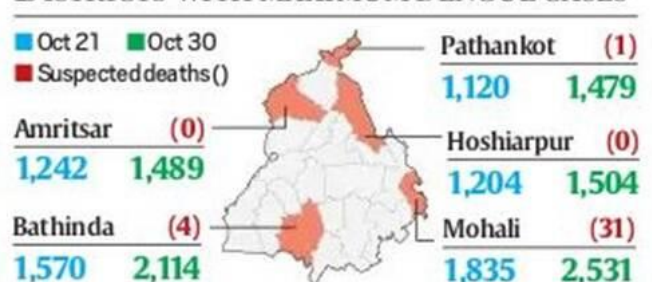 Oct 21 Oct 30
Suspected deaths()
Pathankot (1)
1,120 1,479
Amritsar (0)
1,242 1,489
Hoshiarpur (0)
1,204 1,504
Bathinda (4)
1,570 2,114
Mohali (31)
1,835 2,531